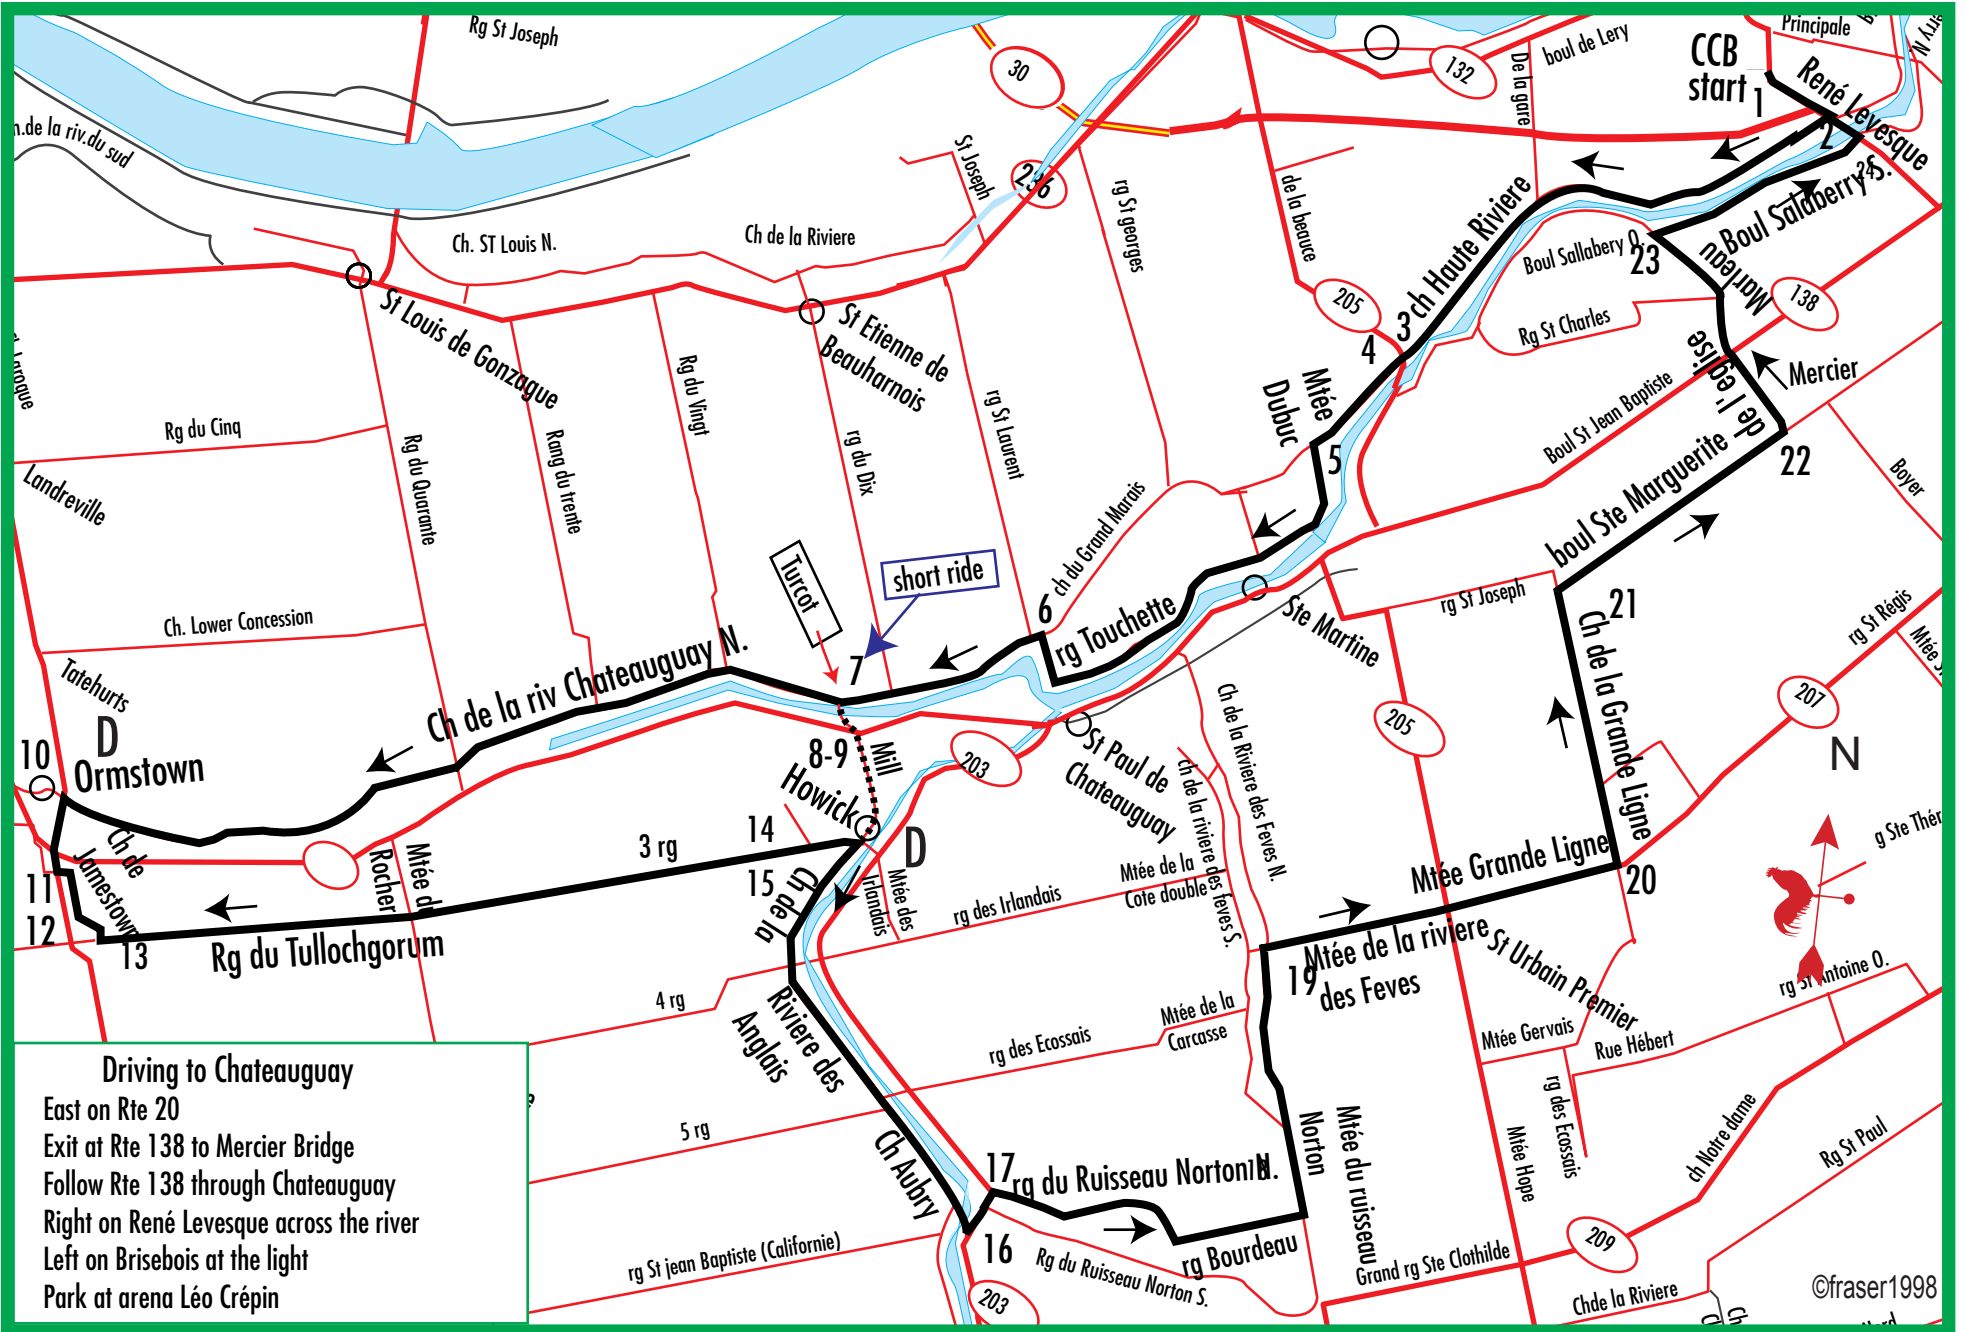 Rg St Joseph
30
132
boul de Lery
De la gare
Principale
CCB
start
1
René Levesque
2
24
n.de la riv.du sud
St Joseph
236
rg St georges
de la beauce
Ch. ST Louis N.
Ch de la Riviere
ch Haute Riviere
Boul Sallabery O.
Boul Salaberry S.
23
Marleau
138
205
3
4
Rg St Charles
St Louis de Gonzague
St Etienne de
Beauharnois
Mtée
Dubuc
5
de l'eglise
Mercier
22
Boul St Jean Baptiste
boul Ste Marguerite
Boyer
Rg du Cinq
Landreville
Rg du Quarante
Rang du trente
Rg du Vingt
rg du Dix
rg St Laurent
ch du Grand Marais
6
rg Touchette
Turcot
short ride
7
Ste Martine
rg St Joseph
21
Ch de la Grande Ligne
rg St Régis
Ch. Lower Concession
Tatehurts
D
10
Ormstown
Ch de la riv Chateauguay N.
8-9
Mill
Howick
D
203
St Paul de
Chateauguay
Ch de la Riviere des Feves N.
Ch de la riviere des feves S.
205
207
N
Ch de
Jamestown
11
12
13
Rocher
3 rg
14
15
Rg du Tullochgorum
Ch de la
Riviere des
Anglais
Mtée des
Irlandais
rg des Irlandais
Mtée de la
Cote double
Mtée Grande Ligne
20
19
Mtée de la riviere
des Feves
St Urbain Premier
rg St Antoine O.
4 rg
rg des Ecossais
Mtée de la
Carcasse
Mtée Gervais
Rue Hébert
rg des Ecossais
Mtée Hope
5 rg
Ch Aubry
17
rg du Ruisseau Norton N.
18
16
rg Bourdeau
Mtée du ruisseau
Norton
Rg du Ruisseau Norton S.
203
rg St jean Baptiste (Californie)
Grand rg Ste Clothilde
209
ch Notre dame
Rg St Paul
Chde la Riviere
©fraser1998
Driving to Chateauguay
East on Rte 20
Exit at Rte 138 to Mercier Bridge
Follow Rte 138 through Chateauguay
Right on René Levesque across the river
Left on Brisebois at the light
Park at arena Léo Crépin